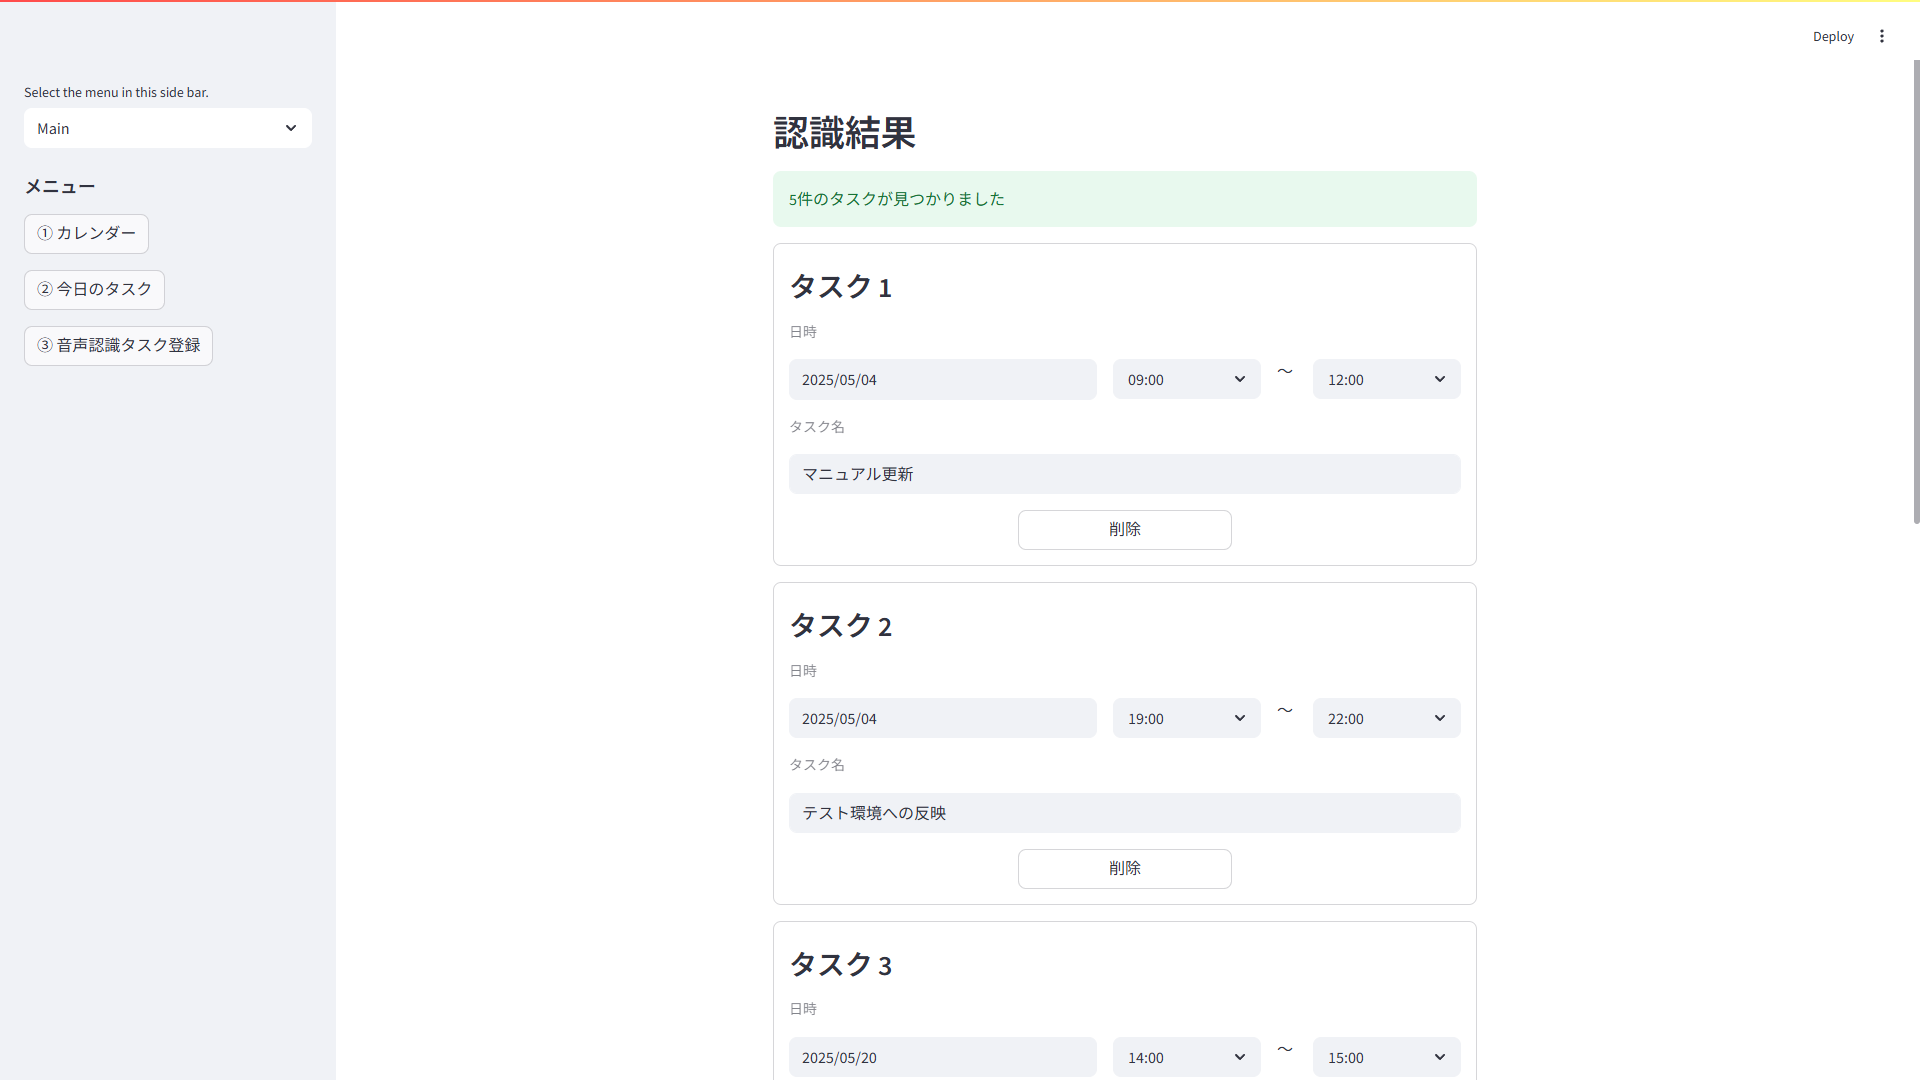 Deploy
Select the menu in this side bar.
Main
メニュー
① カレンダー
② 今日のタスク
③ 音声認識タスク登録
認識結果
5件のタスクが見つかりました
タスク 1
日時
2025/05/04 09:00 ～ 12:00
タスク名
マニュアル更新
削除
タスク 2
日時
2025/05/04 19:00 ～ 22:00
タスク名
テスト環境への反映
削除
タスク 3
日時
2025/05/20 14:00 ～ 15:00